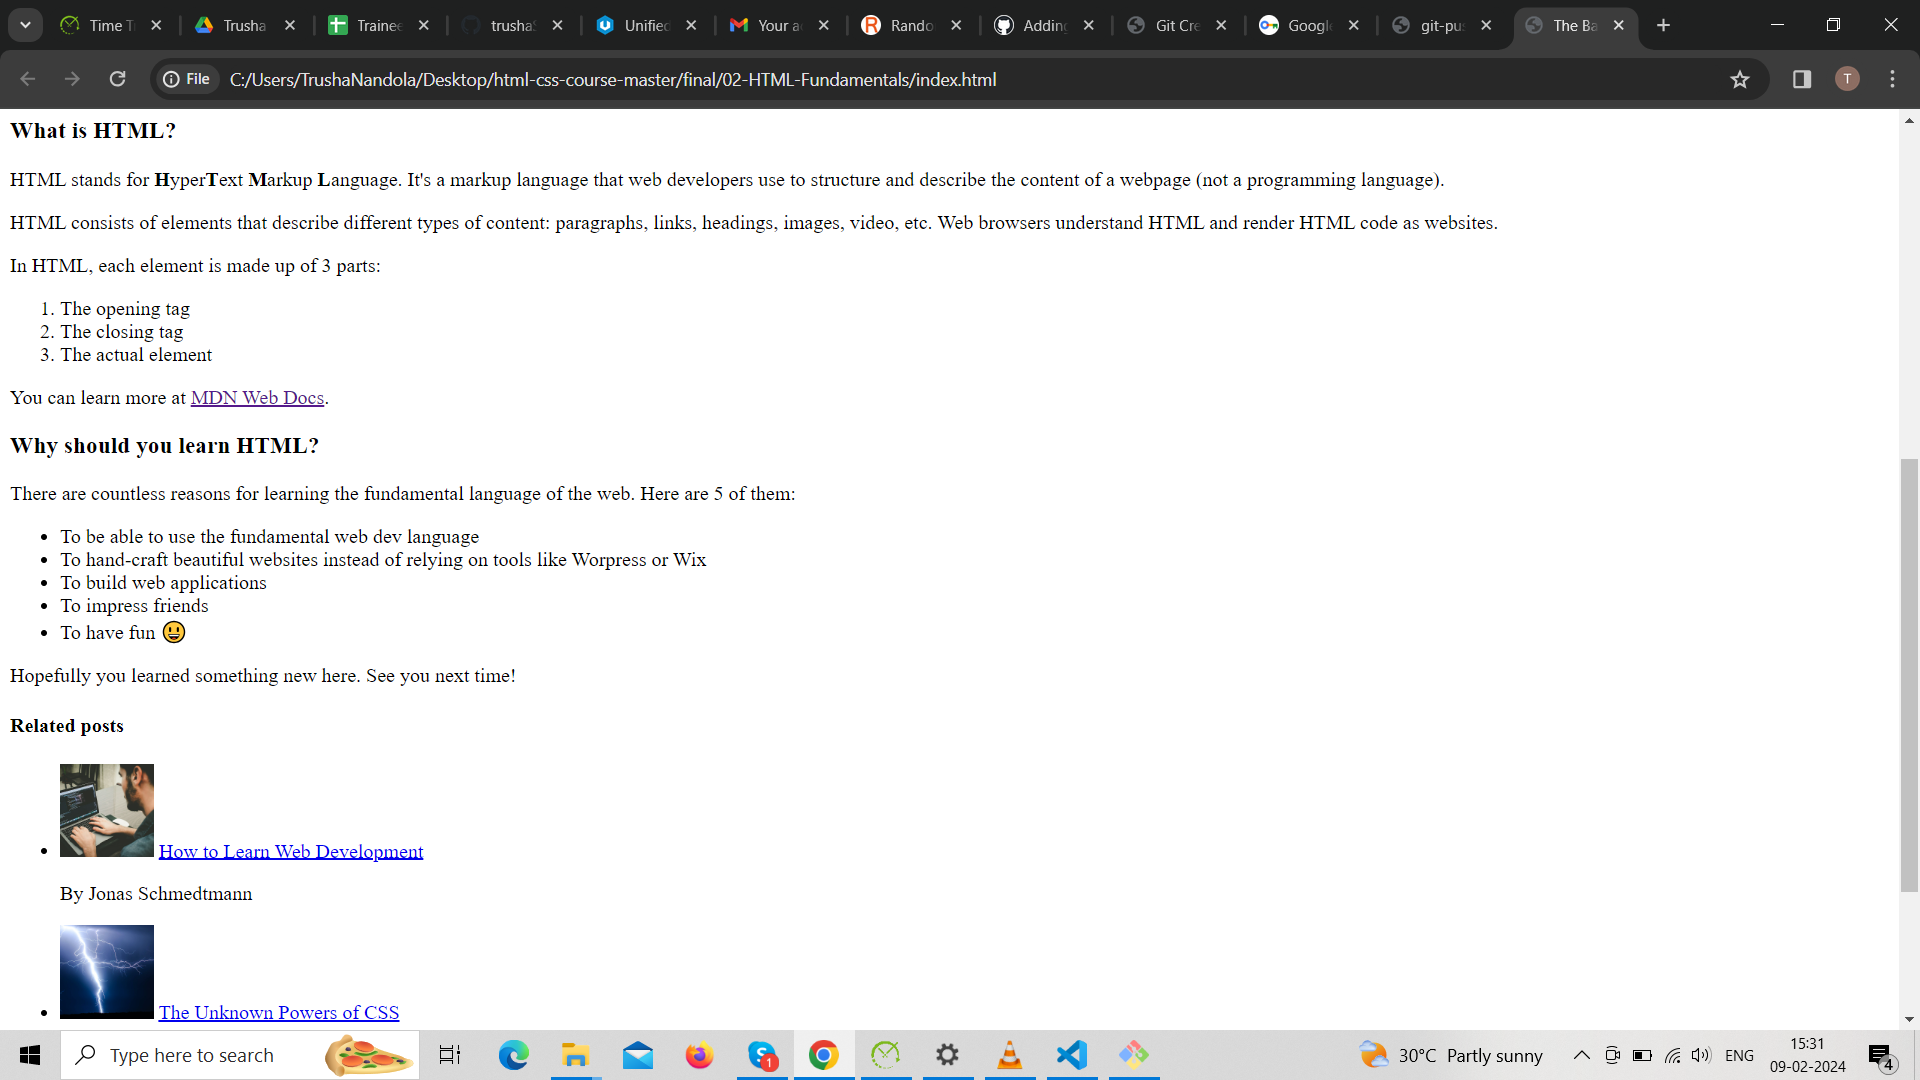 Time T
Trusha
Trainee
trusha
Unified
Your a
Rando
Adding
Git Cre
Google
git-pu
The Ba
File
C:/Users/TrushaNandola/Desktop/html-css-course-master/final/02-HTML-Fundamentals/index.html
T
What is HTML?
HTML stands for HyperText Markup Language. It's a markup language that web developers use to structure and describe the content of a webpage (not a programming language).
HTML consists of elements that describe different types of content: paragraphs, links, headings, images, video, etc. Web browsers understand HTML and render HTML code as websites.
In HTML, each element is made up of 3 parts:
1. The opening tag
2. The closing tag
3. The actual element
You can learn more at MDN Web Docs.
Why should you learn HTML?
There are countless reasons for learning the fundamental language of the web. Here are 5 of them:
• To be able to use the fundamental web dev language
• To hand-craft beautiful websites instead of relying on tools like Worpress or Wix
• To build web applications
• To impress friends
• To have fun 😀
Hopefully you learned something new here. See you next time!
Related posts
• How to Learn Web Development
By Jonas Schmedtmann
• The Unknown Powers of CSS
Type here to search
1
30°C Partly sunny
ENG
15:31
09-02-2024
4